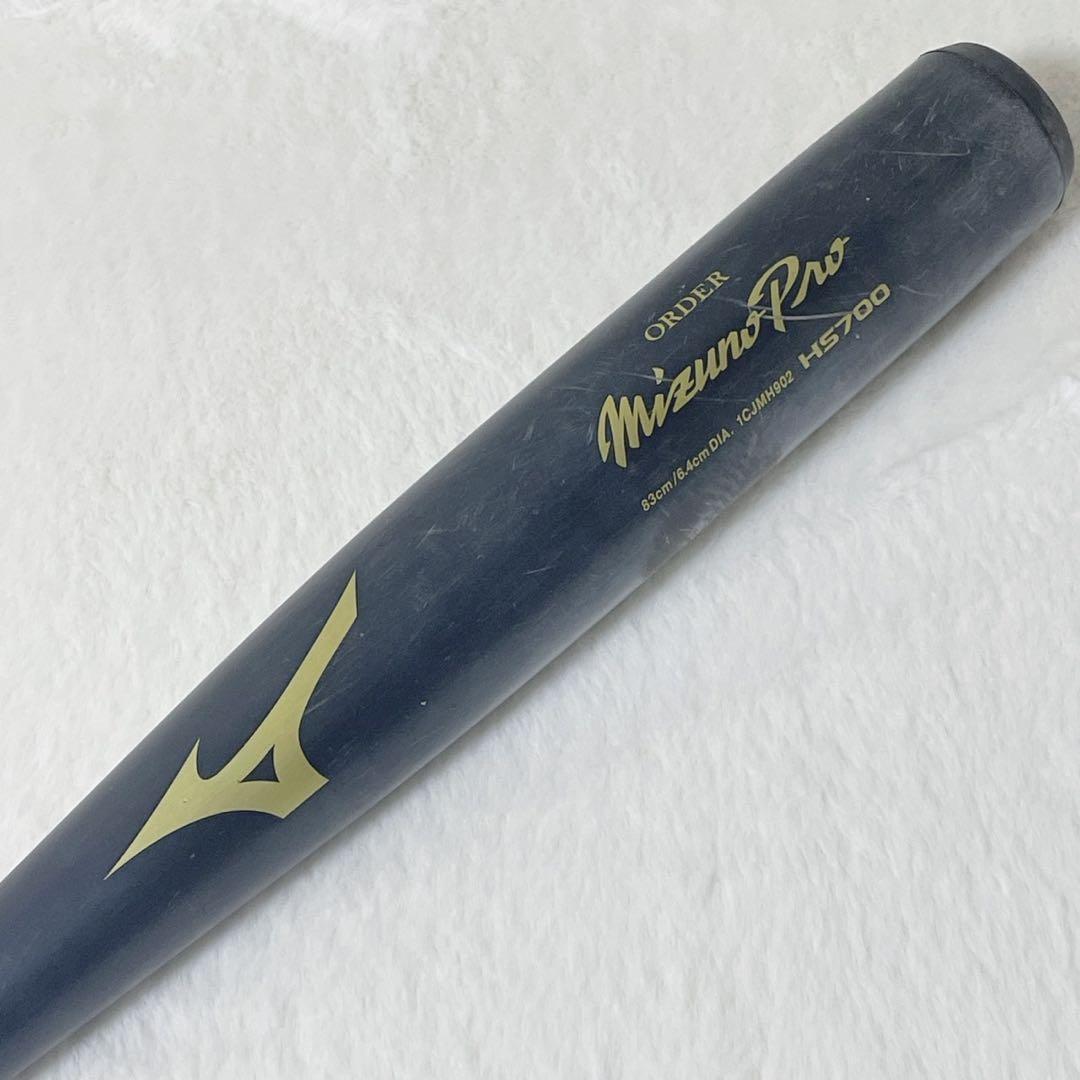 ORDER
Mizuno Pro
83cm/6.4cm DIA. 1CJMH902 HS700